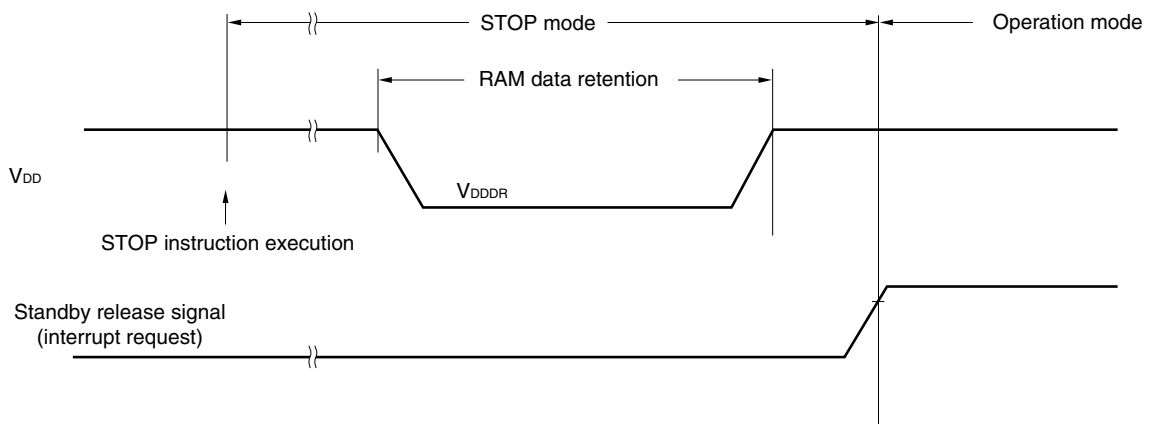 STOP mode
Operation mode
RAM data retention
VDD
VDDDR
STOP instruction execution
Standby release signal
(interrupt request)